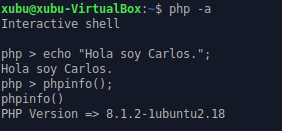 xubu@xubu-VirtualBox:~$ php -a
Interactive shell
php > echo "Hola soy Carlos.";
Hola soy Carlos.
php > phpinfo();
phpinfo()
PHP Version => 8.1.2-1ubuntu2.18